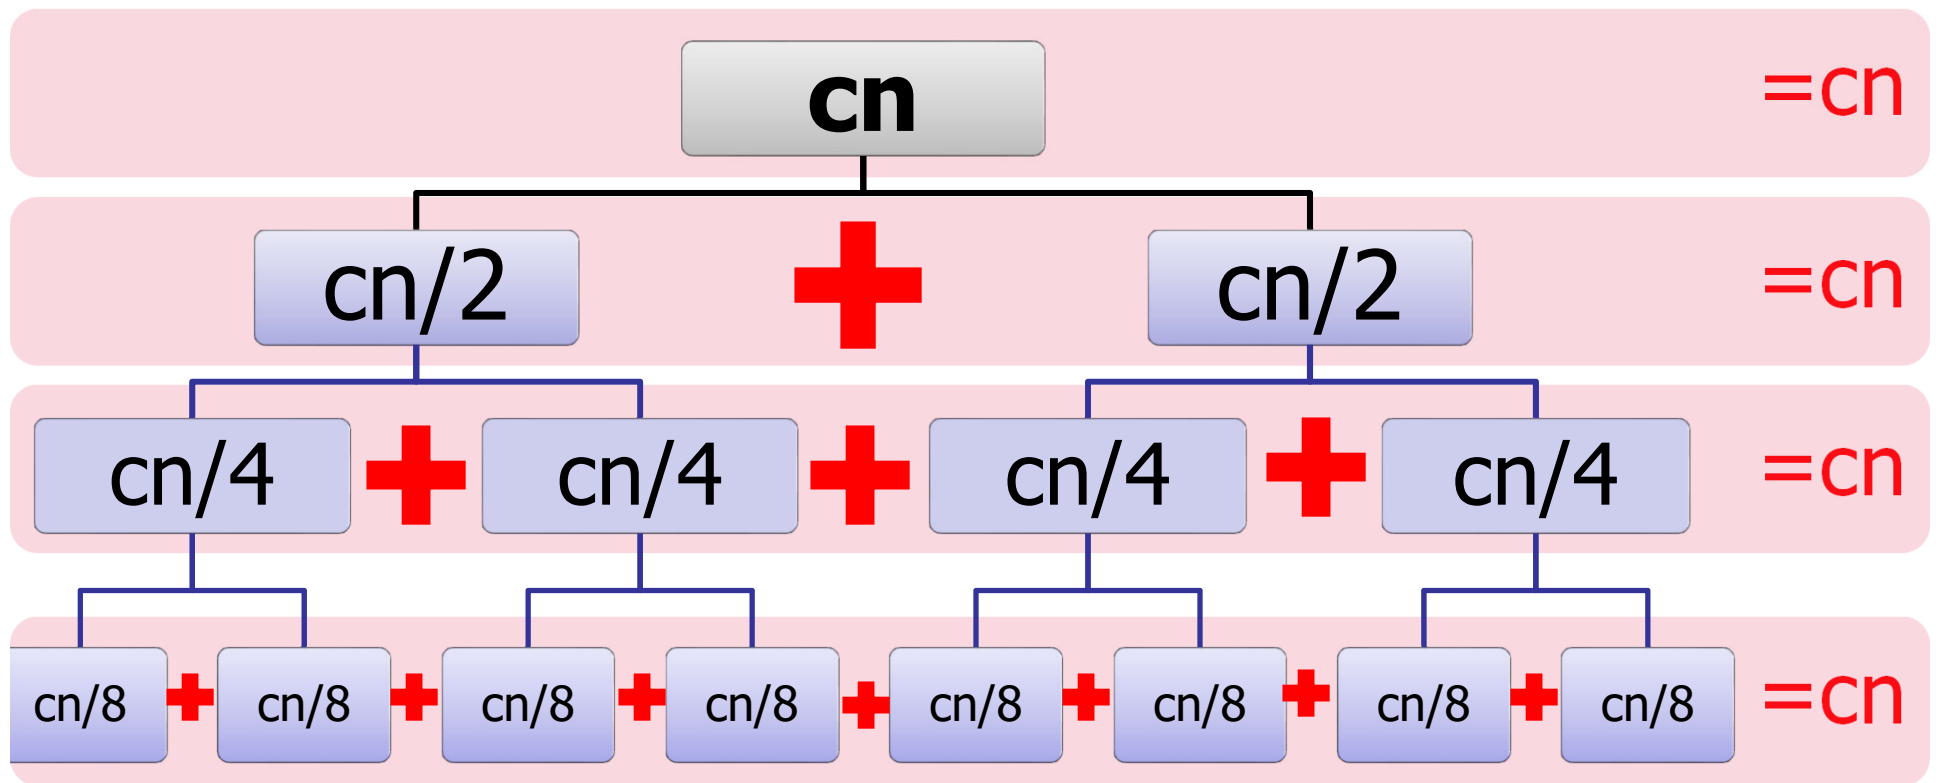 cn =cn
cn/2 + cn/2 =cn
cn/4 + cn/4 + cn/4 + cn/4 =cn
cn/8 + cn/8 + cn/8 + cn/8 + cn/8 + cn/8 + cn/8 + cn/8 =cn